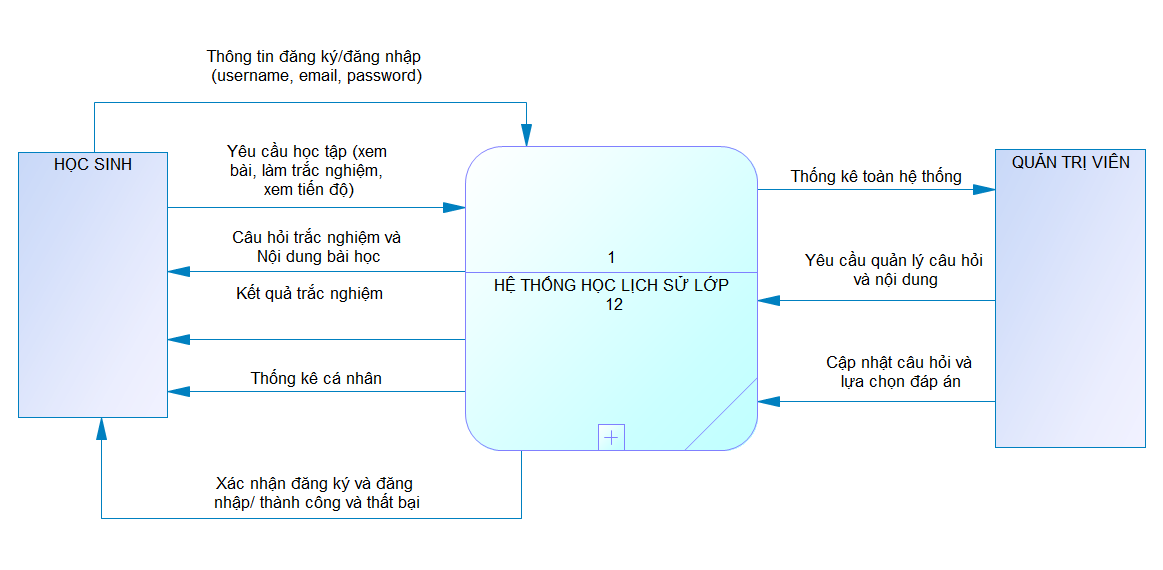 Thông tin đăng ký/đăng nhập
(username, email, password)
HỌC SINH
Yêu cầu học tập (xem
bài, làm trắc nghiệm,
xem tiến độ)
Câu hỏi trắc nghiệm và
Nội dung bài học
Kết quả trắc nghiệm
Thống kê cá nhân
Xác nhận đăng ký và đăng
nhập/ thành công và thất bại
1
HỆ THỐNG HỌC LỊCH SỬ LỚP
12
QUẢN TRỊ VIÊN
Thống kê toàn hệ thống
Yêu cầu quản lý câu hỏi
và nội dung
Cập nhật câu hỏi và
lựa chọn đáp án